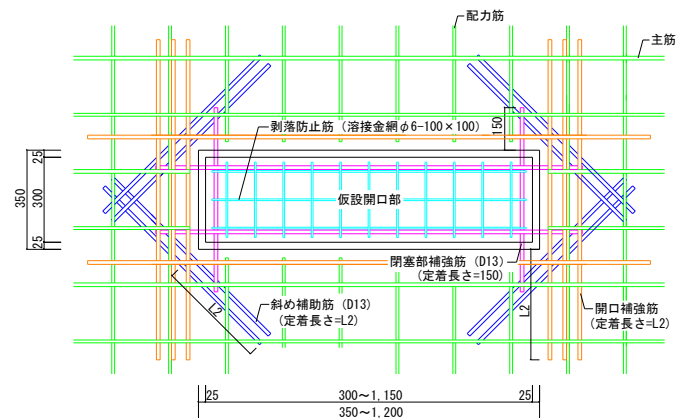 配力筋
主筋
剥落防止筋（溶接金網φ6-100×100）
150
25
350
300
仮設開口部
25
閉塞部補強筋（D13）
（定着長さ=150）
L2
斜め補助筋（D13）
（定着長さ=L2）
L2
開口補強筋
（定着長さ=L2）
25
300～1,150
25
350～1,200